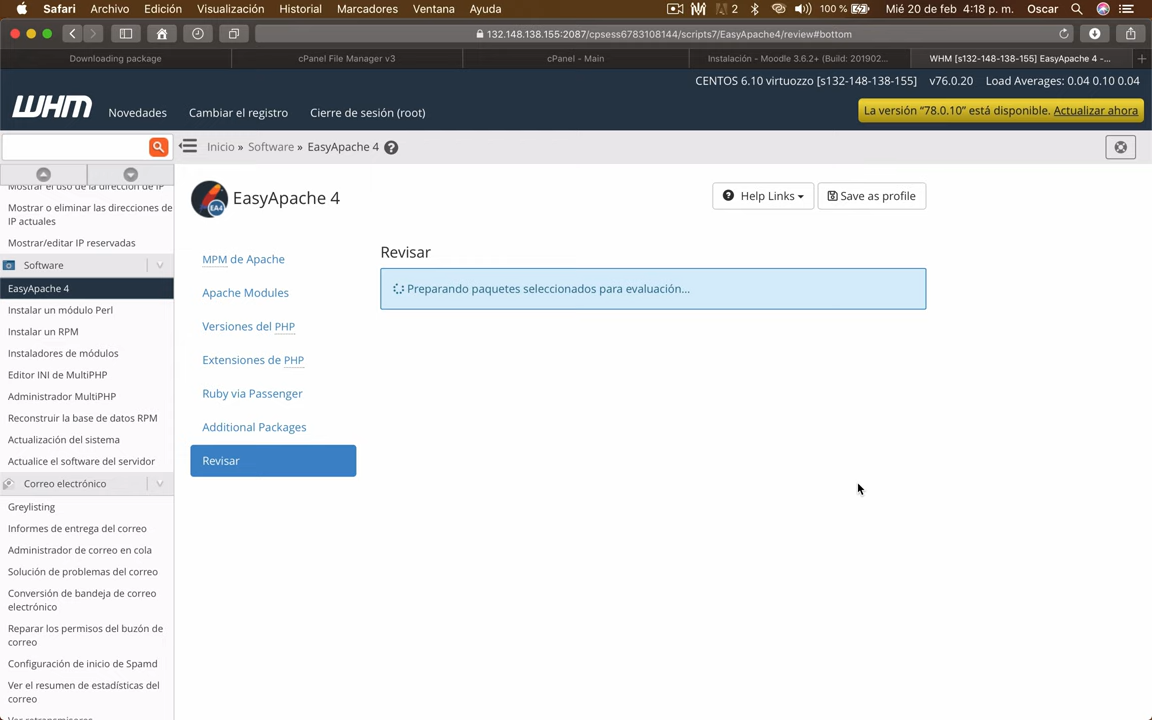 Safari Archivo Edición Visualización Historial Marcadores Ventana Ayuda 2 100 % Mié 20 de feb 4:18 p. m. Oscar
132.148.138.155:2087/cpsess6783108144/scripts7/EasyApache4/review#bottom
Downloading package cPanel File Manager v3 cPanel - Main Instalación - Moodle 3.6.2+ (Build: 201902... WHM [s132-148-138-155] EasyApache 4 -...
CENTOS 6.10 virtuozzo [s132-148-138-155] v76.0.20 Load Averages: 0.04 0.10 0.04
WHM Novedades Cambiar el registro Cierre de sesión (root) La versión “78.0.10” está disponible. Actualizar ahora
Inicio » Software » EasyApache 4
Mostrar el uso de la dirección de IP
Mostrar o eliminar las direcciones de
IP actuales
Mostrar/editar IP reservadas
Software
EasyApache 4
Instalar un módulo Perl
Instalar un RPM
Instaladores de módulos
Editor INI de MultiPHP
Administrador MultiPHP
Reconstruir la base de datos RPM
Actualización del sistema
Actualice el software del servidor
Correo electrónico
Greylisting
Informes de entrega del correo
Administrador de correo en cola
Solución de problemas del correo
Conversión de bandeja de correo
electrónico
Reparar los permisos del buzón de
correo
Configuración de inicio de Spamd
Ver el resumen de estadísticas del
correo
EA4
EasyApache 4
Help Links
Save as profile
MPM de Apache
Apache Modules
Versiones del PHP
Extensiones de PHP
Ruby via Passenger
Additional Packages
Revisar
Revisar
Preparando paquetes seleccionados para evaluación...